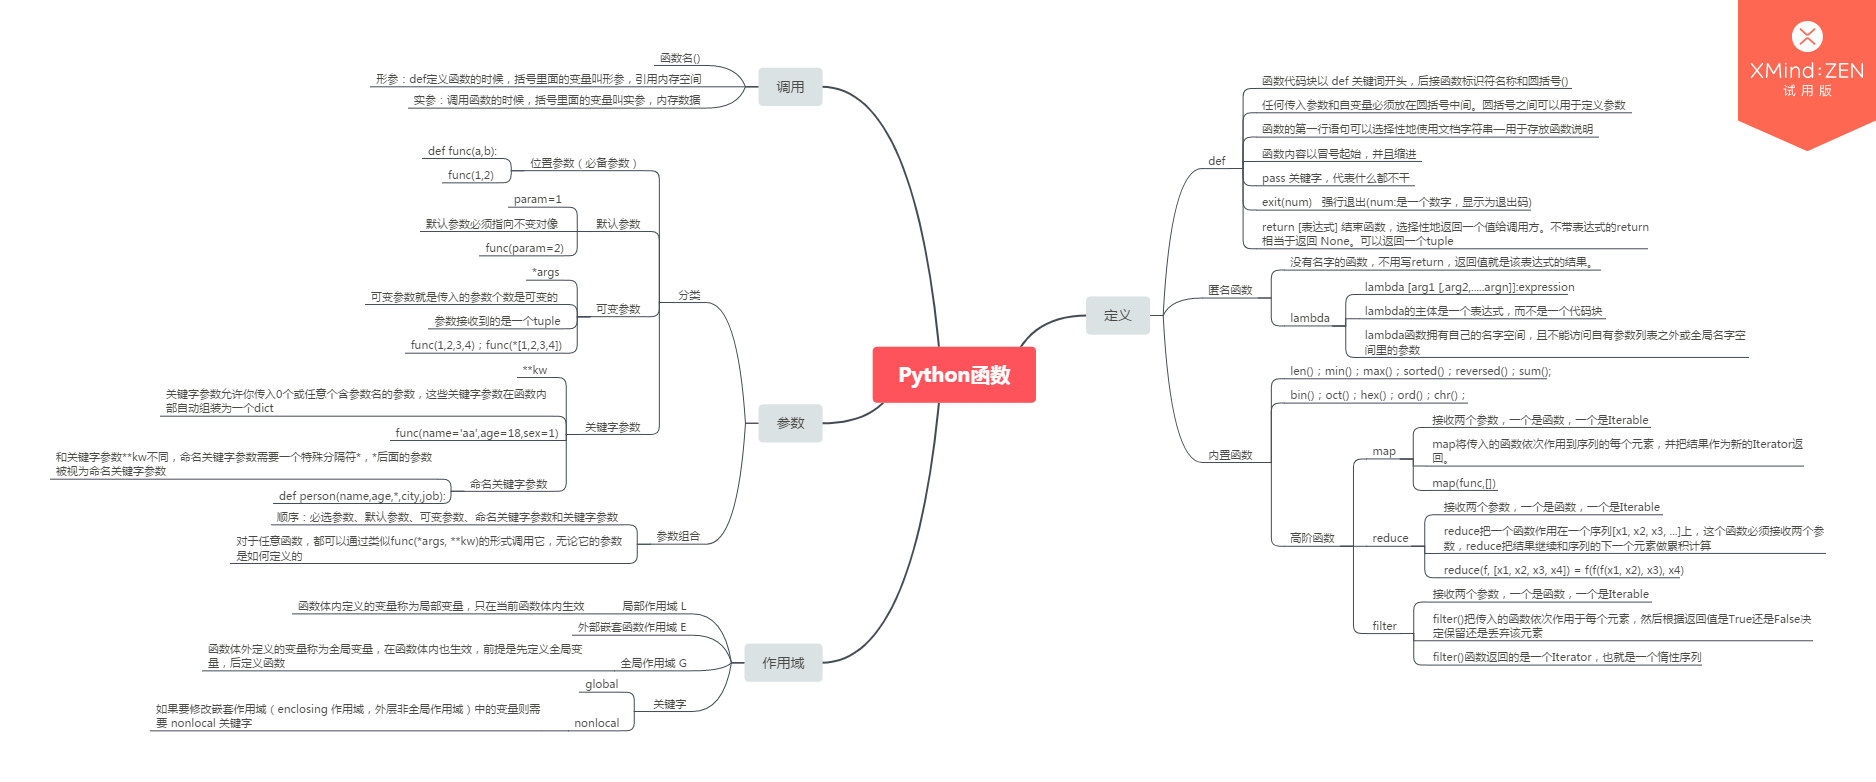 XMind:ZEN
试用版
Python函数
调用
函数名()
形参：def定义函数的时候，括号里面的变量叫形参，引用内存空间
实参：调用函数的时候，括号里面的变量叫实参，内存数据
参数
分类
位置参数（必备参数）
def func(a,b):
func(1,2)
默认参数
param=1
默认参数必须指向不变对像
func(param=2)
可变参数
*args
可变参数就是传入的参数个数是可变的
参数接收到的是一个tuple
func(1,2,3,4)；func(*[1,2,3,4])
关键字参数
**kw
关键字参数允许你传入0个或任意个含参数名的参数，这些关键字参数在函数内
部自动组装为一个dict
func(name='aa',age=18,sex=1)
命名关键字参数
和关键字参数**kw不同，命名关键字参数需要一个特殊分隔符*，*后面的参数
被视为命名关键字参数
def person(name,age,*,city,job):
参数组合
顺序：必选参数、默认参数、可变参数、命名关键字参数和关键字参数
对于任意函数，都可以通过类似func(*args, **kw)的形式调用它，无论它的参数
是如何定义的
作用域
局部作用域 L
函数体内定义的变量称为局部变量，只在当前函数体内生效
外部嵌套函数作用域 E
全局作用域 G
函数体外定义的变量称为全局变量，在函数体内也生效，前提是先定义全局变
量，后定义函数
关键字
global
nonlocal
如果要修改嵌套作用域（enclosing 作用域，外层非全局作用域）中的变量则需
要 nonlocal 关键字
定义
def
函数代码块以 def 关键词开头，后接函数标识符名称和圆括号()
任何传入参数和自变量必须放在圆括号中间。圆括号之间可以用于定义参数
函数的第一行语句可以选择性地使用文档字符串—用于存放函数说明
函数内容以冒号起始，并且缩进
pass 关键字，代表什么都不干
exit(num) 强行退出(num:是一个数字，显示为退出码)
return [表达式] 结束函数，选择性地返回一个值给调用方。不带表达式的return
相当于返回 None。可以返回一个tuple
匿名函数
没有名字的函数，不用写return，返回值就是该表达式的结果。
lambda
lambda [arg1 [,arg2,.....argn]]:expression
lambda的主体是一个表达式，而不是一个代码块
lambda函数拥有自己的名字空间，且不能访问自有参数列表之外或全局名字空
间里的参数
内置函数
len()；min()；max()；sorted()；reversed()；sum();
bin()；oct()；hex()；ord()；chr()；
高阶函数
map
接收两个参数，一个是函数，一个是Iterable
map将传入的函数依次作用到序列的每个元素，并把结果作为新的Iterator返
回。
map(func,[])
reduce
接收两个参数，一个是函数，一个是Iterable
reduce把一个函数作用在一个序列[x1, x2, x3, ...]上，这个函数必须接收两个参
数，reduce把结果继续和序列的下一个元素做累积计算
reduce(f, [x1, x2, x3, x4]) = f(f(f(x1, x2), x3), x4)
filter
接收两个参数，一个是函数，一个是Iterable
filter()把传入的函数依次作用于每个元素，然后根据返回值是True还是False决
定保留还是丢弃该元素
filter()函数返回的是一个Iterator，也就是一个惰性序列